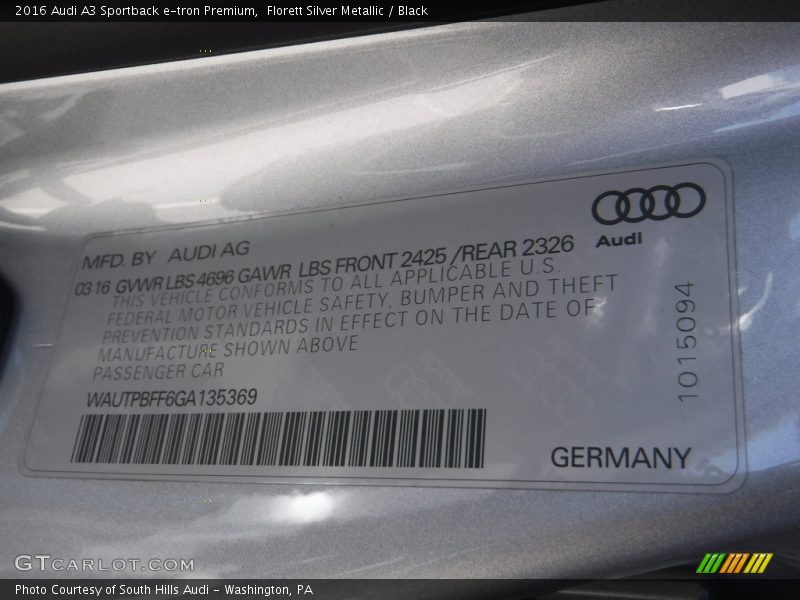 2016 Audi A3 Sportback e-tron Premium,  Florett Silver Metallic / Black
Audi
MFD. BY AUDI AG
03 16 GVWR LBS 4696 GAWR LBS FRONT 2425 /REAR 2326
THIS VEHICLE CONFORMS TO ALL APPLICABLE U.S.
FEDERAL MOTOR VEHICLE SAFETY, BUMPER AND THEFT
PREVENTION STANDARDS IN EFFECT ON THE DATE OF
MANUFACTURE SHOWN ABOVE
PASSENGER CAR
WAUTPBFF6GA135369
1015094
GERMANY
GTCARLOT.COM
Photo Courtesy of South Hills Audi - Washington, PA